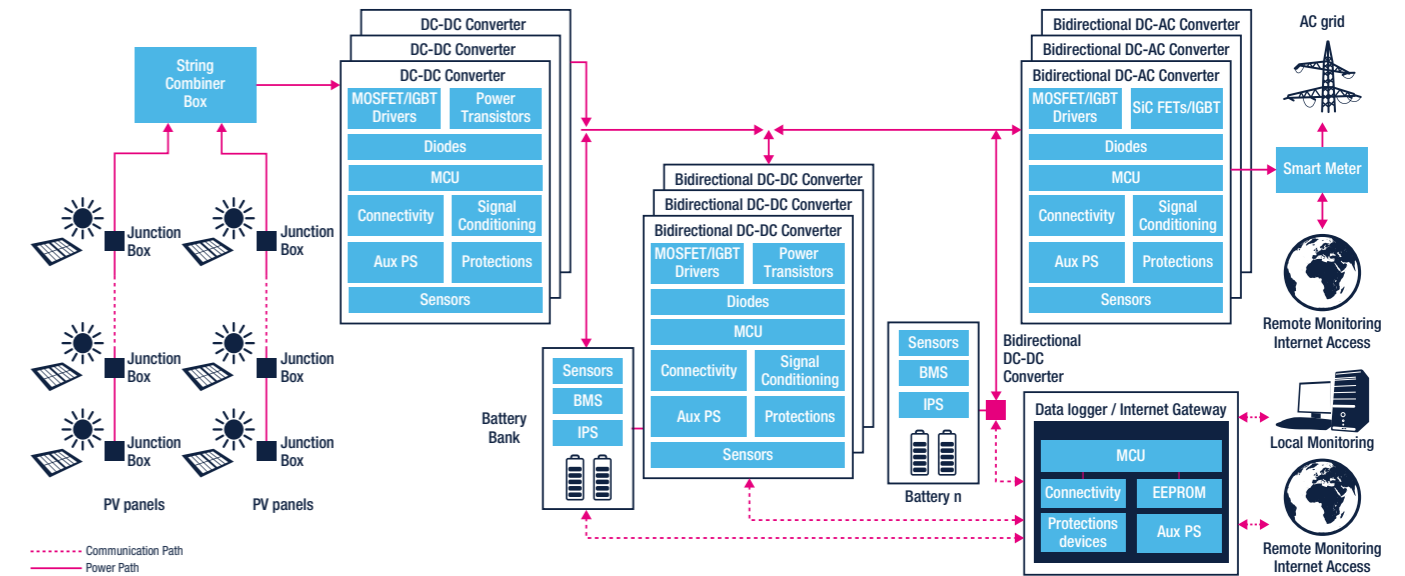 DC-DC Converter
DC-DC Converter
DC-DC Converter
MOSFET/IGBT
Drivers
Power
Transistors
Diodes
MCU
Connectivity
Signal
Conditioning
Aux PS
Protections
Sensors
String
Combiner
Box
Junction
Box
Junction
Box
Junction
Box
Junction
Box
Junction
Box
Junction
Box
PV panels
PV panels
Communication Path
Power Path
Battery
Bank
Sensors
BMS
IPS
Bidirectional DC-DC Converter
Bidirectional DC-DC Converter
Bidirectional DC-DC Converter
MOSFET/IGBT
Drivers
Power
Transistors
Diodes
MCU
Connectivity
Signal
Conditioning
Aux PS
Protections
Sensors
Sensors
BMS
IPS
Battery n
Bidirectional
DC-DC
Converter
Bidirectional DC-AC Converter
Bidirectional DC-AC Converter
Bidirectional DC-AC Converter
MOSFET/IGBT
Drivers
SiC FETs/IGBT
Diodes
MCU
Connectivity
Signal
Conditioning
Aux PS
Protections
Sensors
AC grid
Smart Meter
Remote Monitoring
Internet Access
Data logger / Internet Gateway
MCU
Connectivity
EEPROM
Protections
devices
Aux PS
Local Monitoring
Remote Monitoring
Internet Access